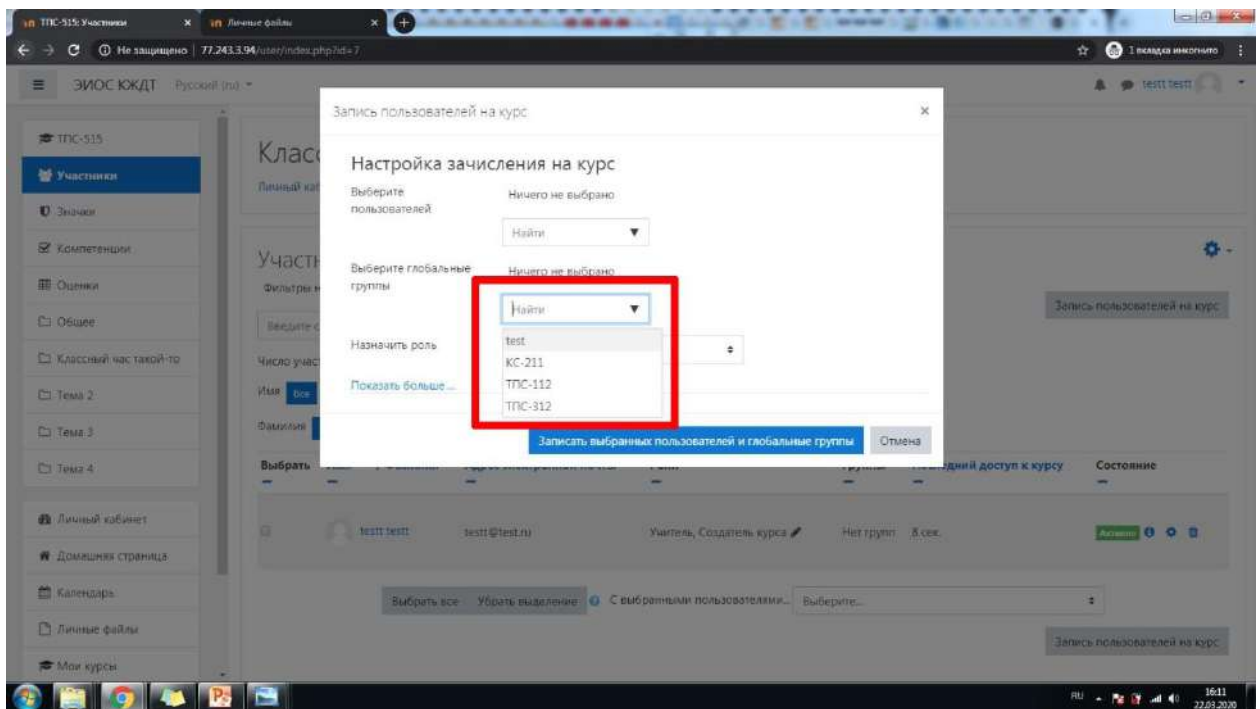 ТПС-515: Участники
Личные файлы
Не защищено 77.243.3.94/user/index.php?id=7
1 вкладка инкогнито
ЭИОС КЖДТ Русский (ru)
testt testt
ТПС-515
Участники
Значки
Компетенции
Оценки
Общее
Классный час такой-то
Тема 2
Тема 3
Тема 4
Личный кабинет
Домашняя страница
Календарь
Личные файлы
Мои курсы
Запись пользователей на курс
Настройка зачисления на курс
Выберите
пользователей
Ничего не выбрано
Найти
Выберите глобальные
группы
Ничего не выбрано
Найти
test
КС-211
ТПС-112
ТПС-312
Назначить роль
Показать больше ...
Записать выбранных пользователей и глобальные группы
Отмена
Запись пользователей на курс
Имя Все
Выбрать
Состояние
testt testt testt@test.ru Учитель, Создатель курса Нет групп 8 сек. Активно
Выбрать все Убрать выделение С выбранными пользователями... Выберите...
Запись пользователей на курс
RU
16:11
22.03.2020